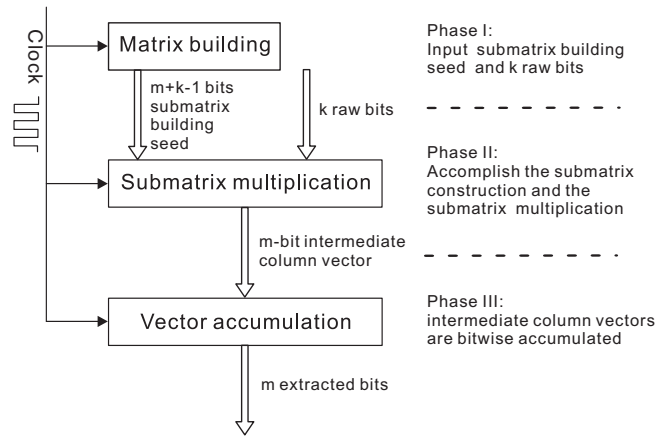 Clock
Matrix building
m+k-1 bits
submatrix
building
seed
k raw bits
Submatrix multiplication
m-bit intermediate
column vector
Vector accumulation
m extracted bits
Phase I:
Input submatrix building
seed and k raw bits
Phase II:
Accomplish the submatrix
construction and the
submatrix multiplication
Phase III:
intermediate column vectors
are bitwise accumulated